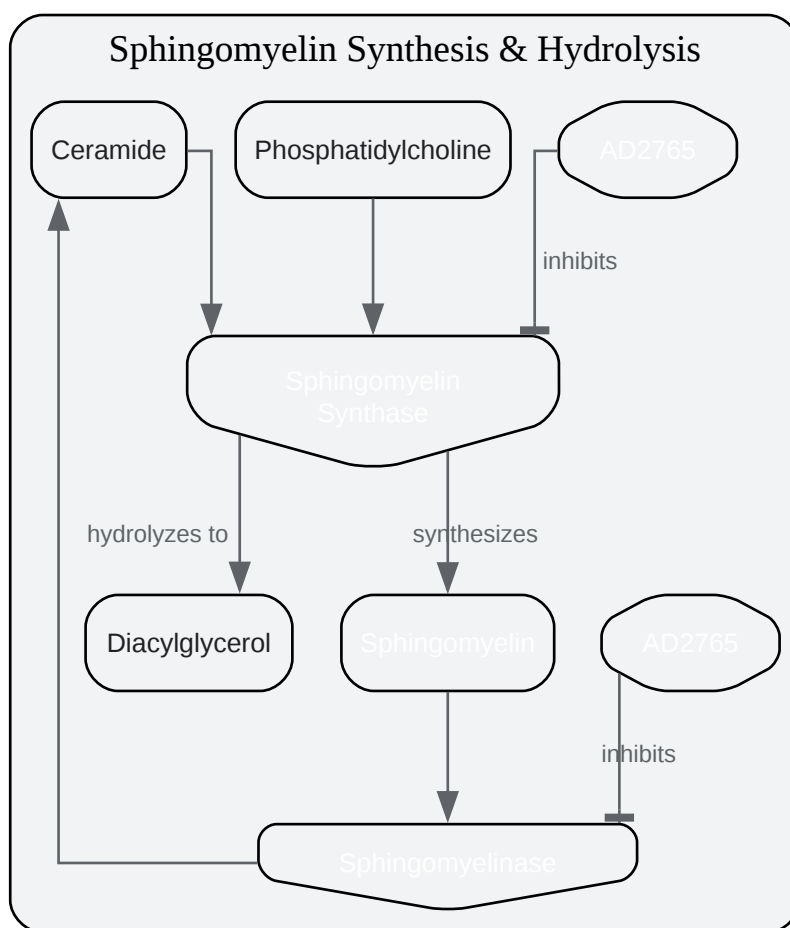 Sphingomyelin Synthesis & Hydrolysis
Ceramide
Phosphatidylcholine
AD2765
inhibits
Sphingomyelin
Synthase
hydrolyzes to
synthesizes
Diacylglycerol
Sphingomyelin
AD2765
inhibits
Sphingomyelinase